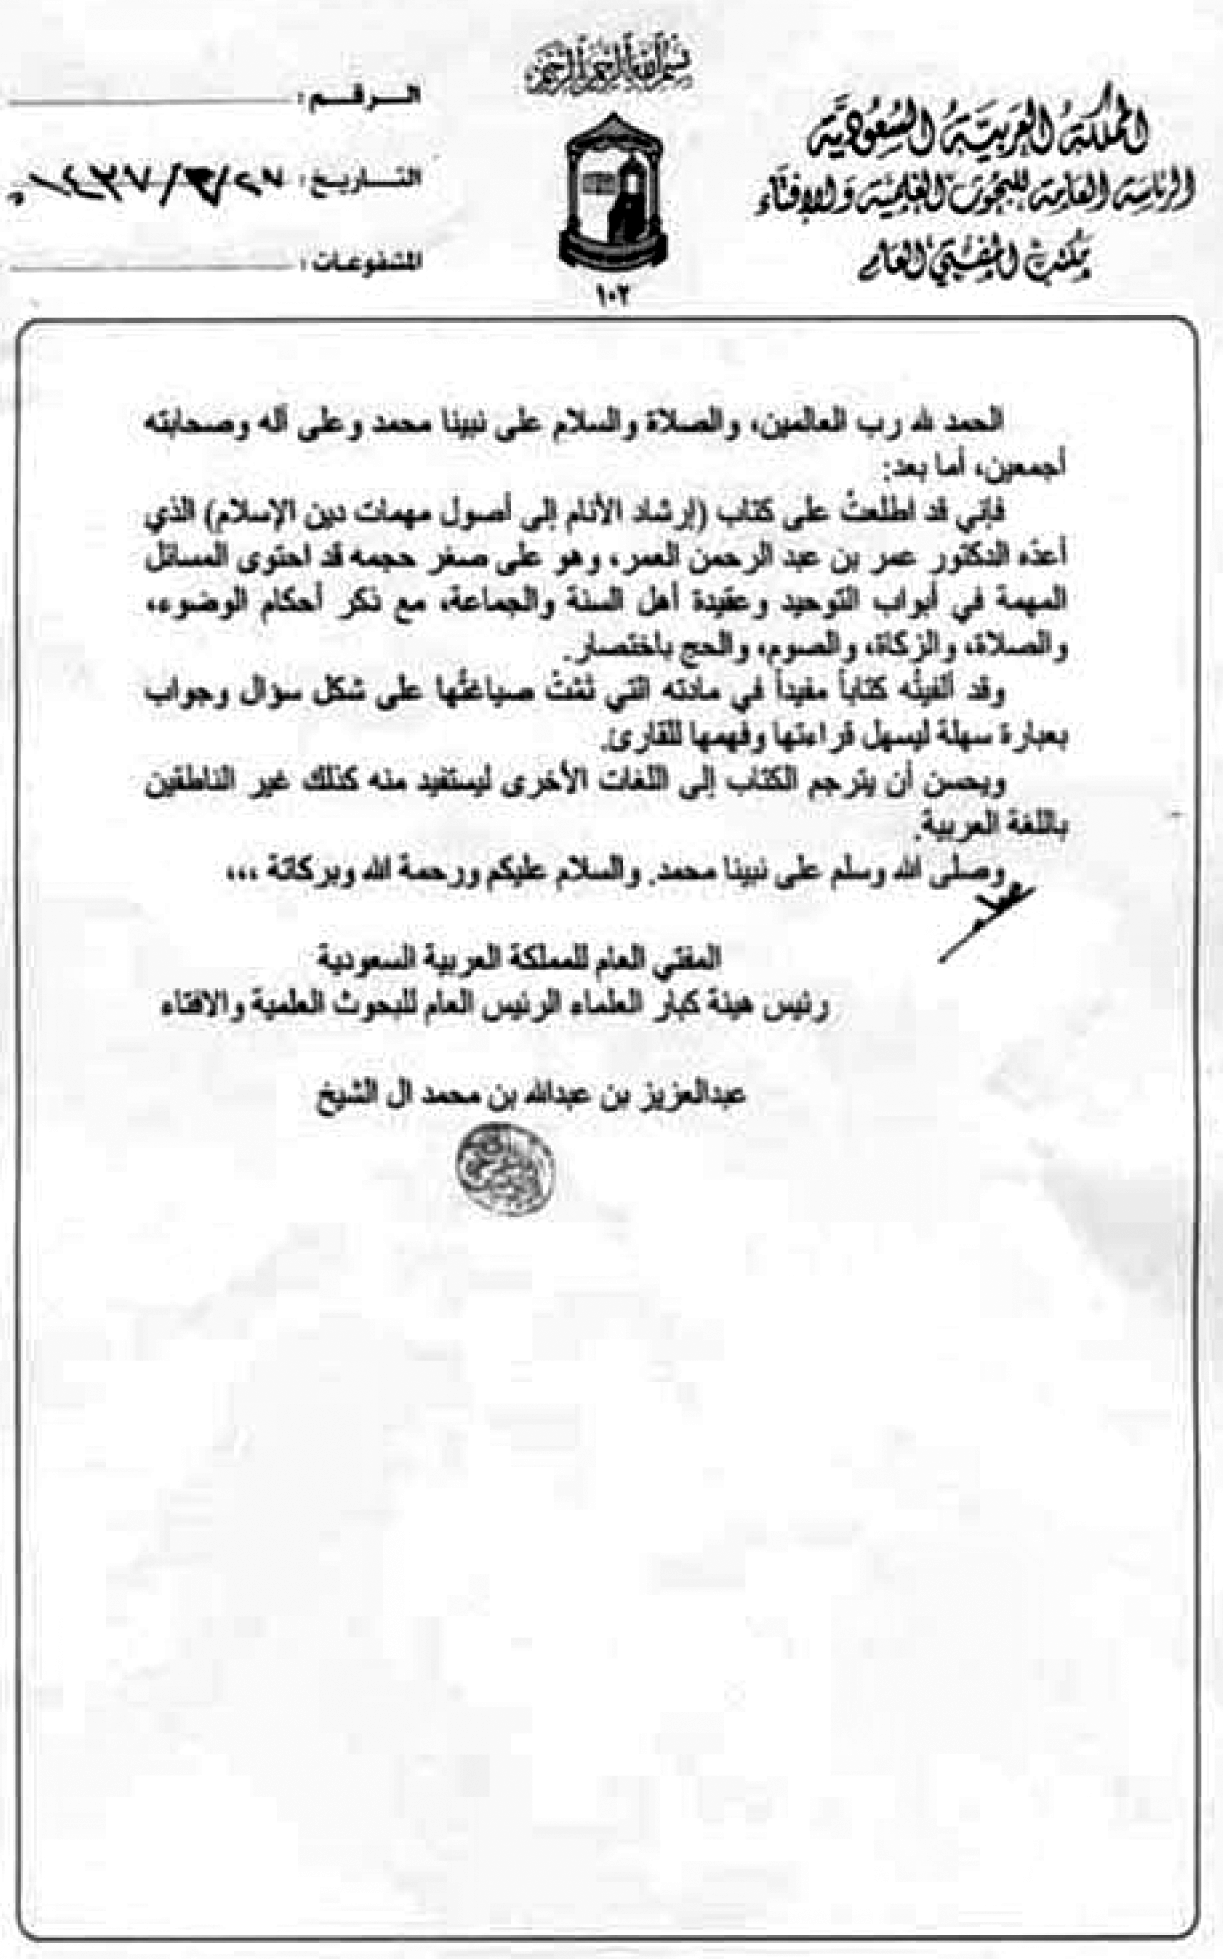 بسم الله الرحمن الرحيم
المملكة العربية السعودية
الرئاسة العامة للبحوث العلمية والإفتاء
مكتب المفتي العام
١٠٢
الرقم:
التاريخ:
المشفوعات:
الحمد لله رب العالمين، والصلاة والسلام على نبينا محمد وعلى آله وصحابته
أجمعين، أما بعد:
فإني قد اطلعتُ على كتاب (إرشاد الأنام إلى أصول مهمات دين الإسلام) الذي
أعدّه الدكتور عمر بن عبد الرحمن العمر، وهو على صغر حجمه قد احتوى المسائل
المهمة في أبواب التوحيد وعقيدة أهل السنة والجماعة، مع ذكر أحكام الوضوء،
والصلاة، والزكاة، والصوم، والحج باختصار.
وقد ألفيتُه كتاباً مفيداً في مادته التي تمّتْ صياغتُها على شكل سؤال وجواب
بعبارة سهلة ليسهل قراءتها وفهمها للقارئ.
ويحسن أن يترجم الكتاب إلى اللغات الأخرى ليستفيد منه كذلك غير الناطقين
باللغة العربية.
وصلى الله وسلم على نبينا محمد. والسلام عليكم ورحمة الله وبركاتة ،،،
المفتي العام للمملكة العربية السعودية
رئيس هيئة كبار العلماء الرئيس العام للبحوث العلمية والافتاء
عبدالعزيز بن عبدالله بن محمد ال الشيخ